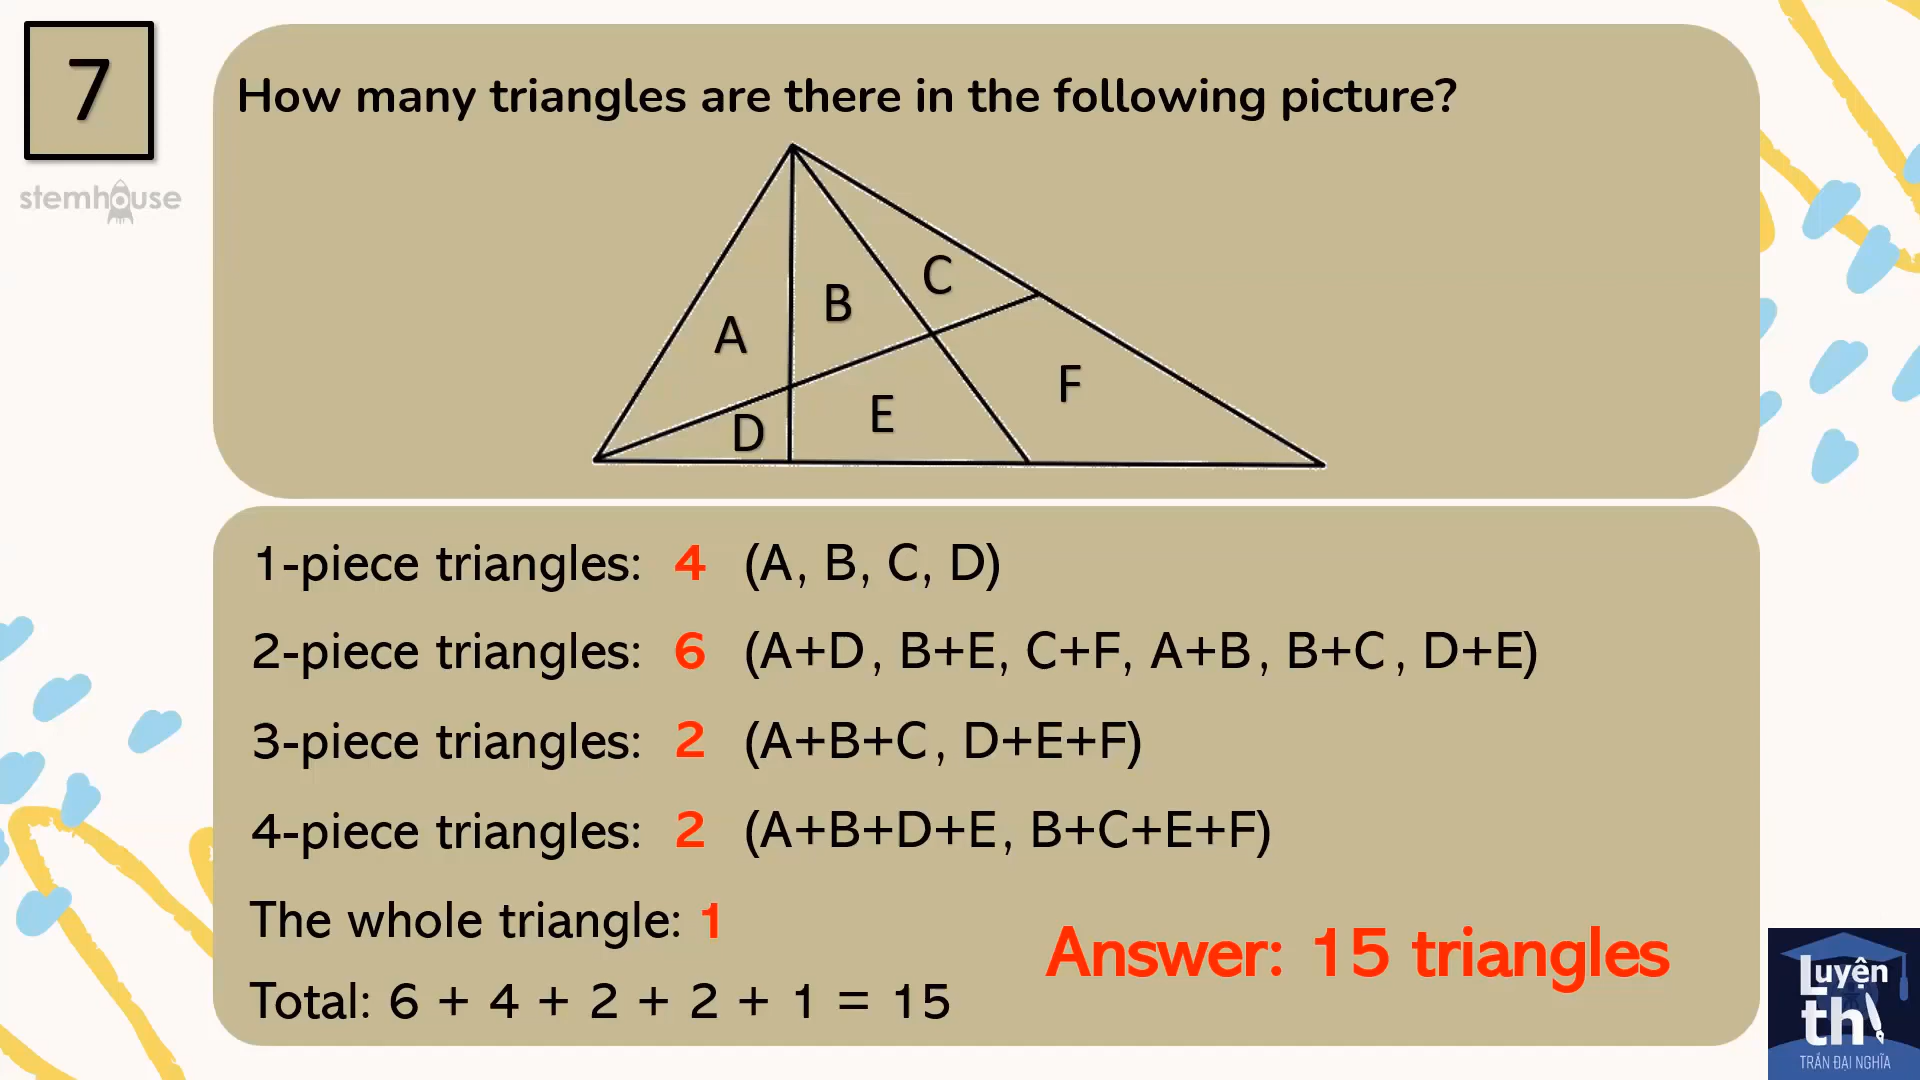 7
How many triangles are there in the following picture?
stemhouse
A
B
C
D
E
F
1-piece triangles: 4 (A, B, C, D)
2-piece triangles: 6 (A+D, B+E, C+F, A+B, B+C, D+E)
3-piece triangles: 2 (A+B+C, D+E+F)
4-piece triangles: 2 (A+B+D+E, B+C+E+F)
The whole triangle: 1
Answer: 15 triangles
Total: 6 + 4 + 2 + 2 + 1 = 15
Luyện
thi
TRẦN ĐẠI NGHĨA